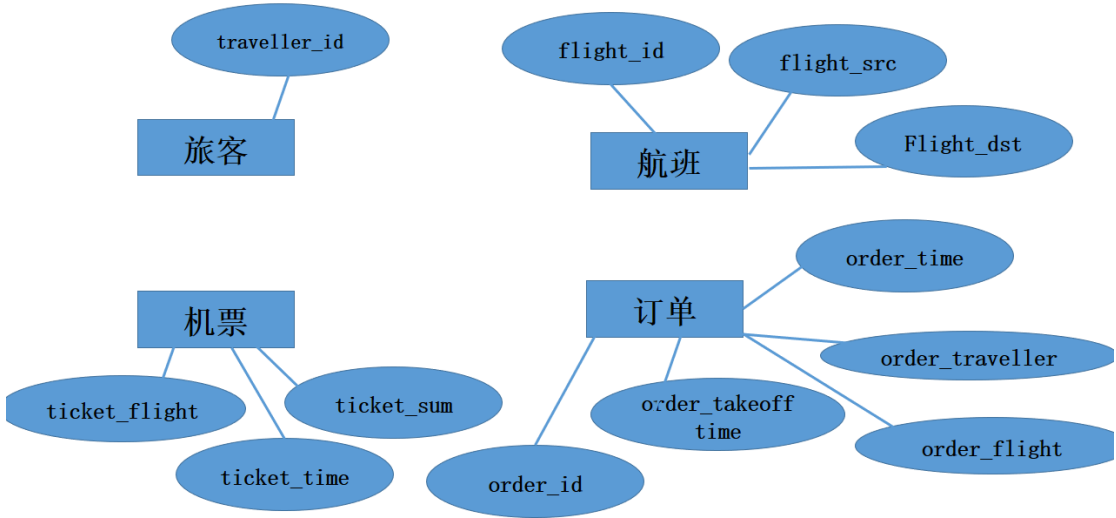 traveller_id
flight_id
flight_src
旅客
航班
Flight_dst
order_time
机票
订单
order_traveller
ticket_flight
ticket_sum
order_takeoff
time
order_flight
ticket_time
order_id